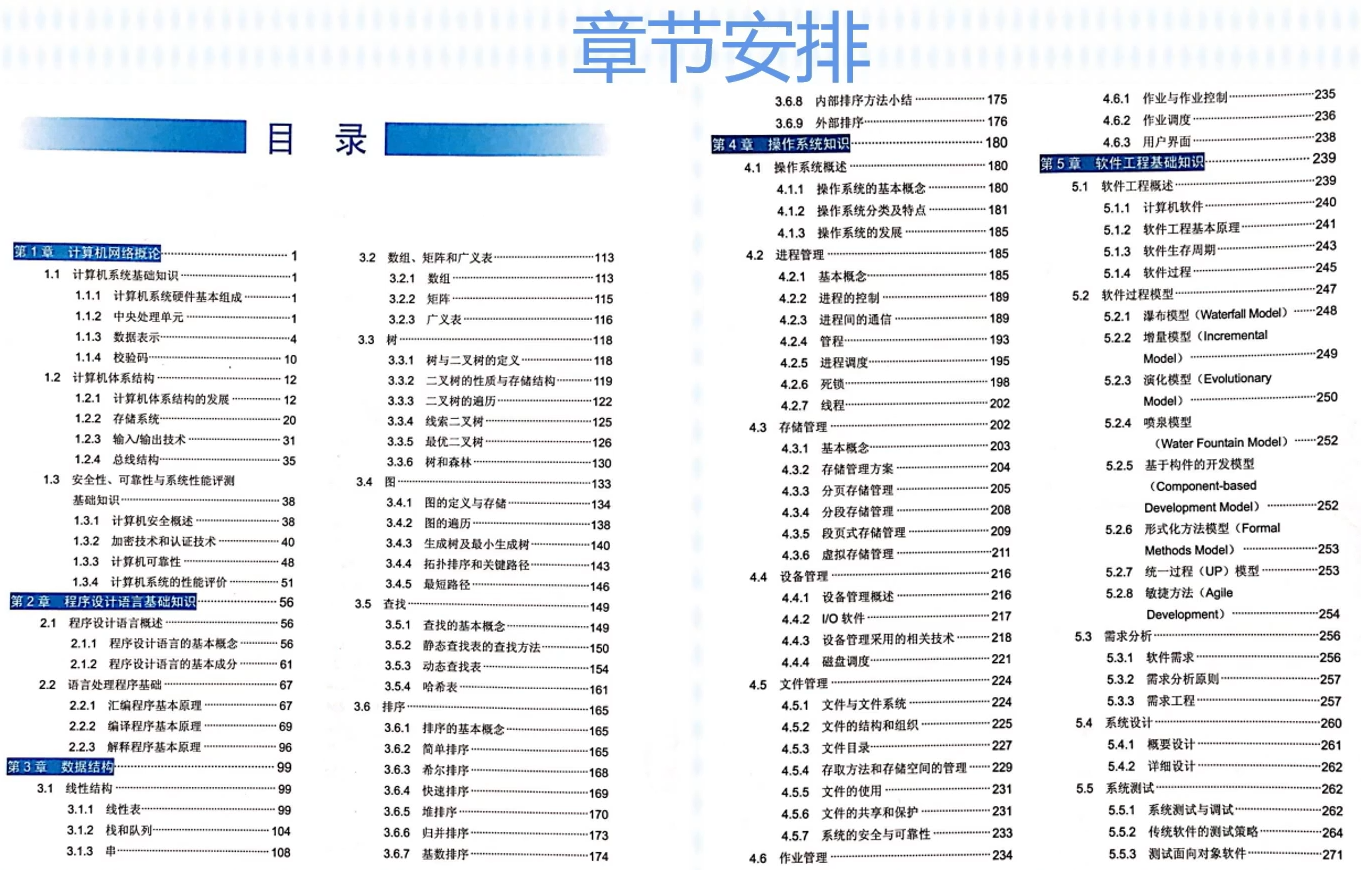 章节安排
目 录
第1章 计算机网络概论 1
1.1 计算机系统基础知识 1
1.1.1 计算机系统硬件基本组成 1
1.1.2 中央处理单元 1
1.1.3 数据表示 4
1.1.4 校验码 10
1.2 计算机体系结构 12
1.2.1 计算机体系结构的发展 12
1.2.2 存储系统 20
1.2.3 输入/输出技术 31
1.2.4 总线结构 35
1.3 安全性、可靠性与系统性能评测
基础知识 38
1.3.1 计算机安全概述 38
1.3.2 加密技术和认证技术 40
1.3.3 计算机可靠性 48
1.3.4 计算机系统的性能评价 51
第2章 程序设计语言基础知识 56
2.1 程序设计语言概述 56
2.1.1 程序设计语言的基本概念 56
2.1.2 程序设计语言的基本成分 61
2.2 语言处理程序基础 67
2.2.1 汇编程序基本原理 67
2.2.2 编译程序基本原理 69
2.2.3 解释程序基本原理 96
第3章 数据结构 99
3.1 线性结构 99
3.1.1 线性表 99
3.1.2 栈和队列 104
3.1.3 串 108
3.2 数组、矩阵和广义表 113
3.2.1 数组 113
3.2.2 矩阵 115
3.2.3 广义表 116
3.3 树 118
3.3.1 树与二叉树的定义 118
3.3.2 二叉树的性质与存储结构 119
3.3.3 二叉树的遍历 122
3.3.4 线索二叉树 125
3.3.5 最优二叉树 126
3.3.6 树和森林 130
3.4 图 133
3.4.1 图的定义与存储 134
3.4.2 图的遍历 138
3.4.3 生成树及最小生成树 140
3.4.4 拓扑排序和关键路径 143
3.4.5 最短路径 146
3.5 查找 149
3.5.1 查找的基本概念 149
3.5.2 静态查找表的查找方法 150
3.5.3 动态查找表 154
3.5.4 哈希表 161
3.6 排序 165
3.6.1 排序的基本概念 165
3.6.2 简单排序 165
3.6.3 希尔排序 168
3.6.4 快速排序 169
3.6.5 堆排序 170
3.6.6 归并排序 173
3.6.7 基数排序 174
3.6.8 内部排序方法小结 175
3.6.9 外部排序 176
第4章 操作系统知识 180
4.1 操作系统概述 180
4.1.1 操作系统的基本概念 180
4.1.2 操作系统分类及特点 181
4.1.3 操作系统的发展 185
4.2 进程管理 185
4.2.1 基本概念 185
4.2.2 进程的控制 189
4.2.3 进程间的通信 189
4.2.4 管程 193
4.2.5 进程调度 195
4.2.6 死锁 198
4.2.7 线程 202
4.3 存储管理 202
4.3.1 基本概念 203
4.3.2 存储管理方案 204
4.3.3 分页存储管理 205
4.3.4 分段存储管理 208
4.3.5 段页式存储管理 209
4.3.6 虚拟存储管理 211
4.4 设备管理 216
4.4.1 设备管理概述 216
4.4.2 I/O 软件 217
4.4.3 设备管理采用的相关技术 218
4.4.4 磁盘调度 221
4.5 文件管理 224
4.5.1 文件与文件系统 224
4.5.2 文件的结构和组织 225
4.5.3 文件目录 227
4.5.4 存取方法和存储空间的管理 229
4.5.5 文件的使用 231
4.5.6 文件的共享和保护 231
4.5.7 系统的安全与可靠性 233
4.6 作业管理 234
4.6.1 作业与作业控制 235
4.6.2 作业调度 236
4.6.3 用户界面 238
第5章 软件工程基础知识 239
5.1 软件工程概述 239
5.1.1 计算机软件 240
5.1.2 软件工程基本原理 241
5.1.3 软件生存周期 243
5.1.4 软件过程 245
5.2 软件过程模型 247
5.2.1 瀑布模型（Waterfall Model） 248
5.2.2 增量模型（Incremental
Model） 249
5.2.3 演化模型（Evolutionary
Model） 250
5.2.4 喷泉模型
（Water Fountain Model） 252
5.2.5 基于构件的开发模型
（Component-based
Development Model） 252
5.2.6 形式化方法模型（Formal
Methods Model） 253
5.2.7 统一过程（UP）模型 253
5.2.8 敏捷方法（Agile
Development） 254
5.3 需求分析 256
5.3.1 软件需求 256
5.3.2 需求分析原则 257
5.3.3 需求工程 257
5.4 系统设计 260
5.4.1 概要设计 261
5.4.2 详细设计 262
5.5 系统测试 262
5.5.1 系统测试与调试 262
5.5.2 传统软件的测试策略 264
5.5.3 测试面向对象软件 271